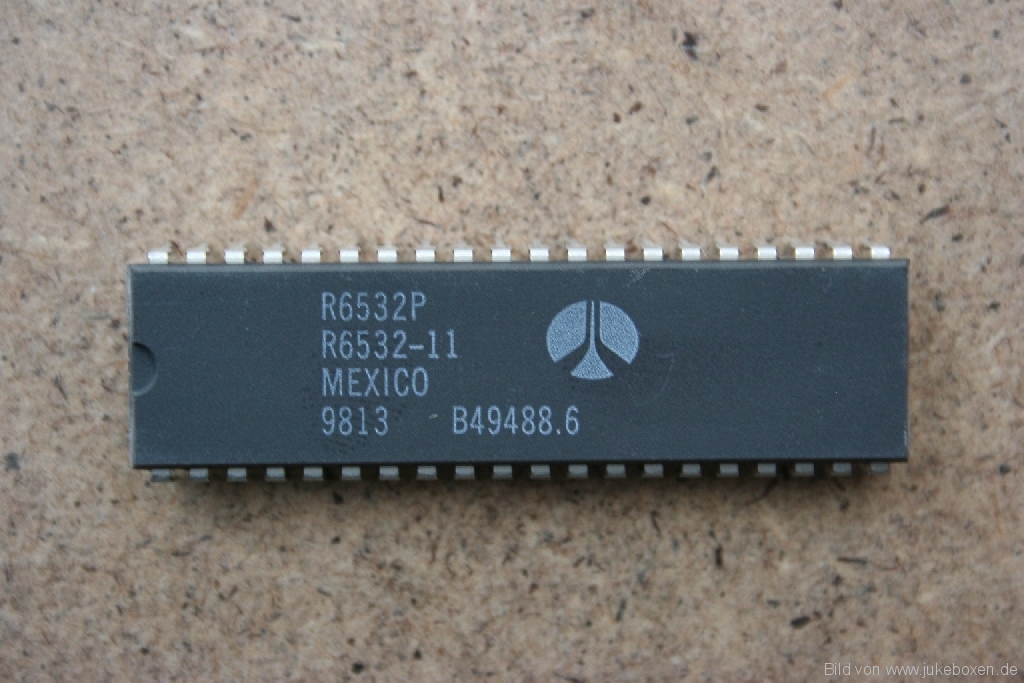 R6532P
R6532-11
MEXICO
9813 B49488.6
Bild von www.jukeboxen.de